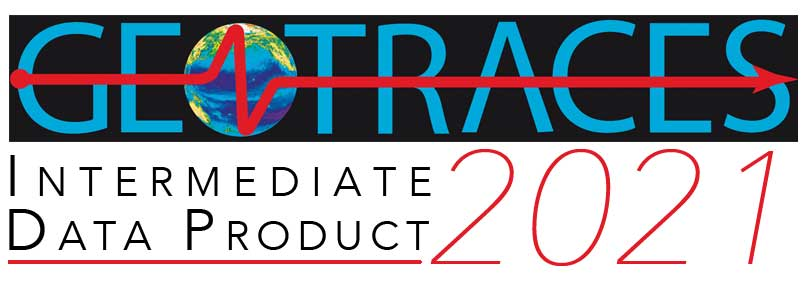 GEOTRACES
INTERMEDIATE 2021
DATA PRODUCT